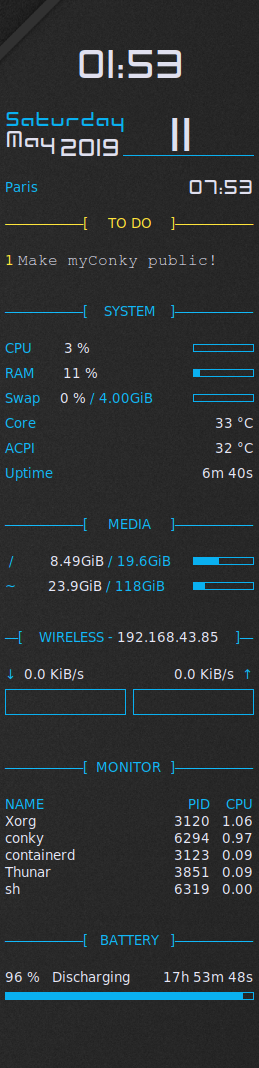 01:53
Saturday
May 2019 11
Paris 07:53
[ TO DO ]
1 Make myConky public!
[ SYSTEM ]
CPU 3 %
RAM 11 %
Swap 0 % / 4.00GiB
Core 33 °C
ACPI 32 °C
Uptime 6m 40s
[ MEDIA ]
/ 8.49GiB / 19.6GiB
~ 23.9GiB / 118GiB
[ WIRELESS - 192.168.43.85 ]
↓ 0.0 KiB/s 0.0 KiB/s ↑
[ MONITOR ]
NAME PID CPU
Xorg 3120 1.06
conky 6294 0.97
containerd 3123 0.09
Thunar 3851 0.09
sh 6319 0.00
[ BATTERY ]
96 % Discharging 17h 53m 48s